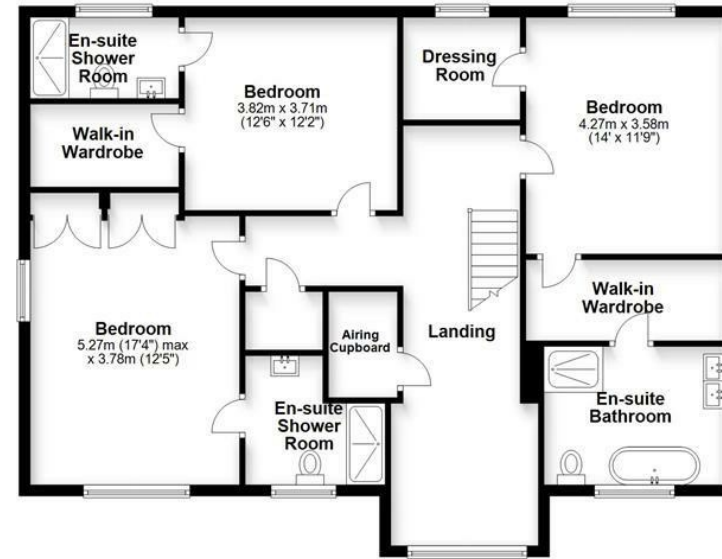 En-suite
Shower
Room
Bedroom
3.82m x 3.71m
(12'6" x 12'2")
Dressing
Room
Bedroom
4.27m x 3.58m
(14' x 11'9")
Walk-in
Wardrobe
Bedroom
5.27m (17'4") max
x 3.78m (12'5")
Airing
Cupboard
Landing
Walk-in
Wardrobe
En-suite
Shower
Room
En-suite
Bathroom